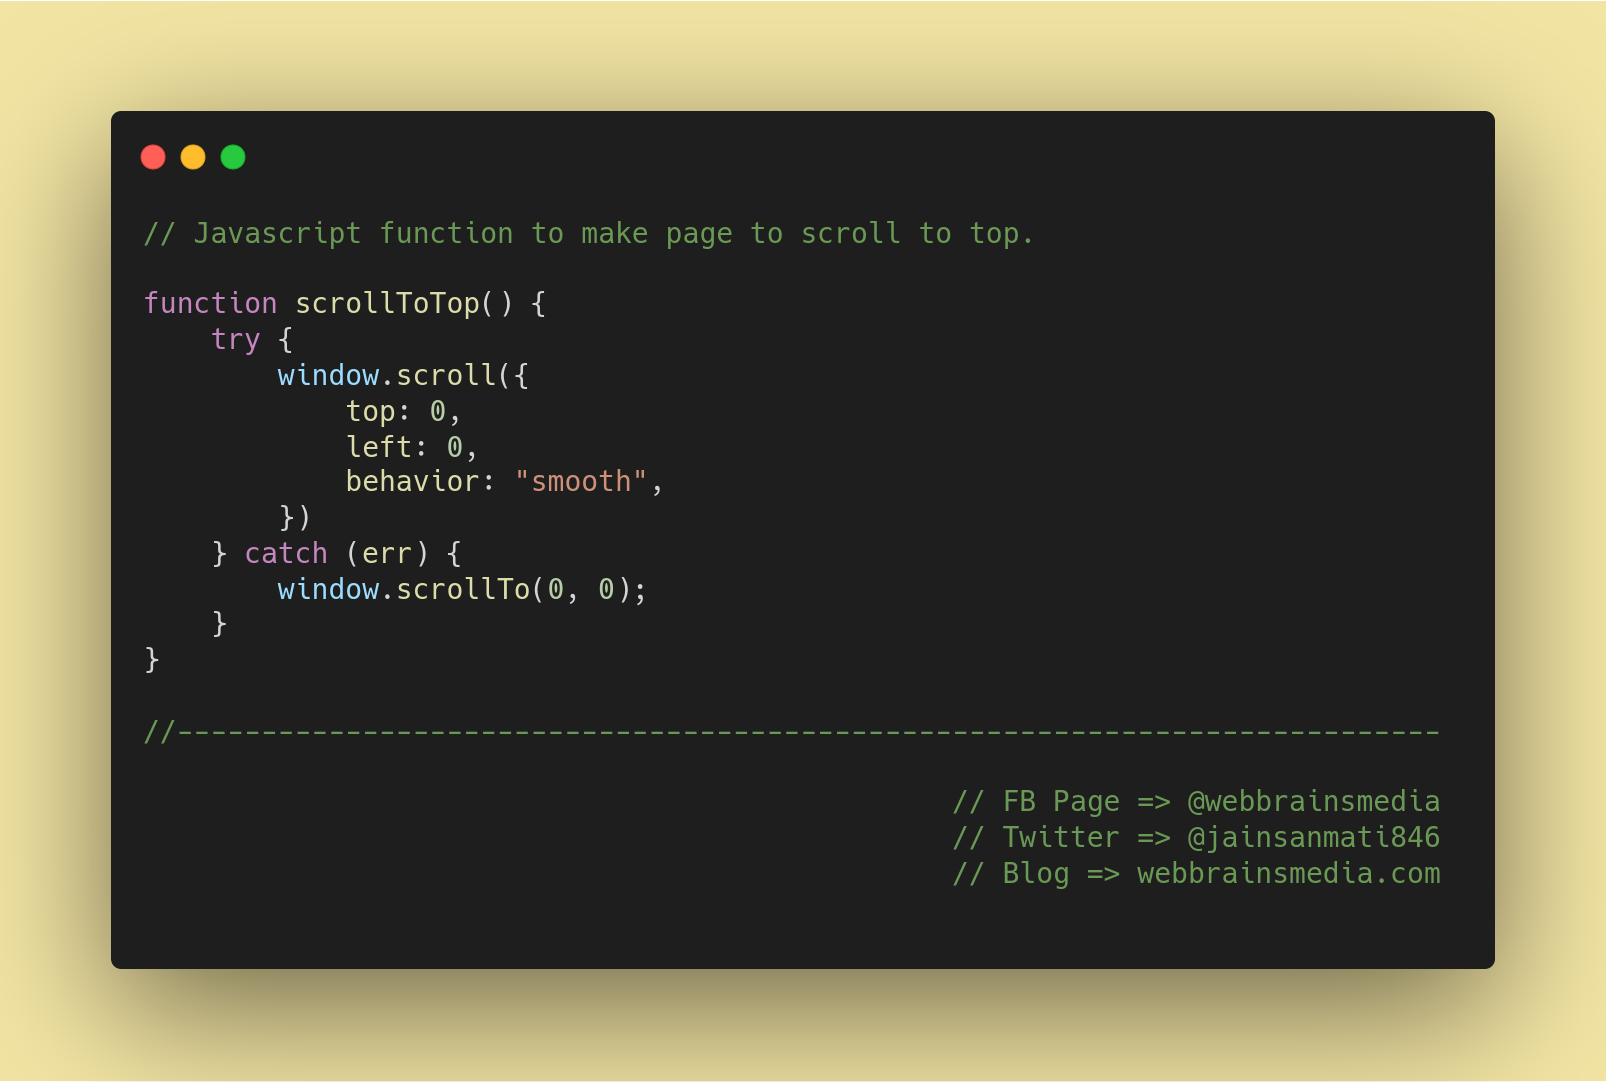 // Javascript function to make page to scroll to top.
function scrollToTop() {
    try {
        window.scroll({
            top: 0,
            left: 0,
            behavior: "smooth",
        })
    } catch (err) {
        window.scrollTo(0, 0);
    }
}
//---------------------------------------------------------------------------
// FB Page => @webbrainsmedia
// Twitter => @jainsanmati846
// Blog => webbrainsmedia.com